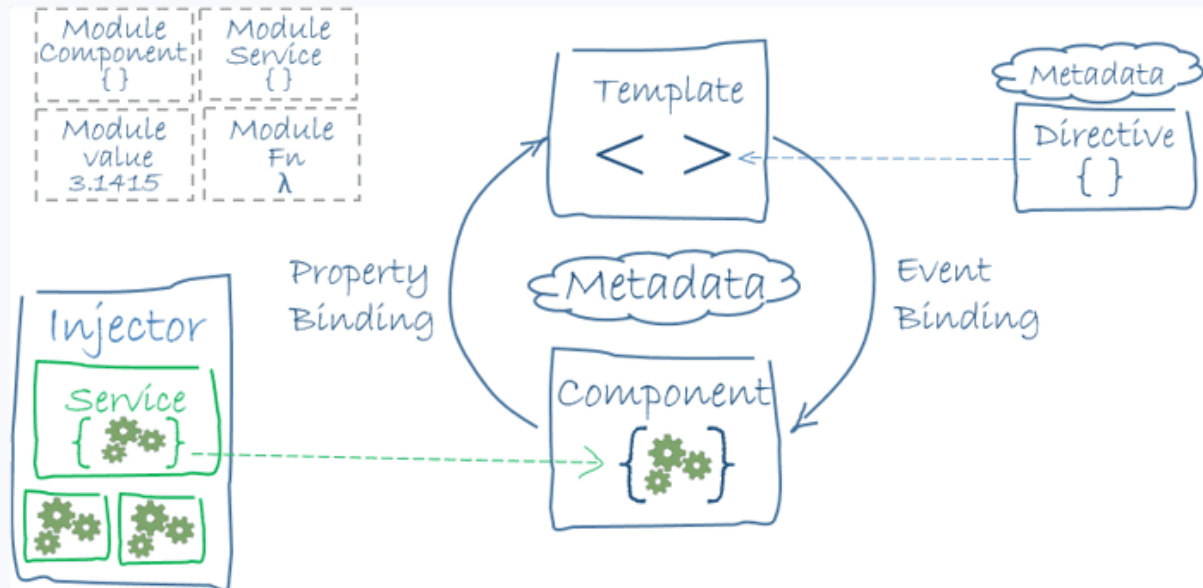 Module
Component
{ }
Module
Service
{ }
Module
value
3.1415
Module
Fn
λ
Template
< >
Metadata
Directive
{ }
Property
Binding
Metadata
Event
Binding
Injector
Service
{ }
Component
{ }